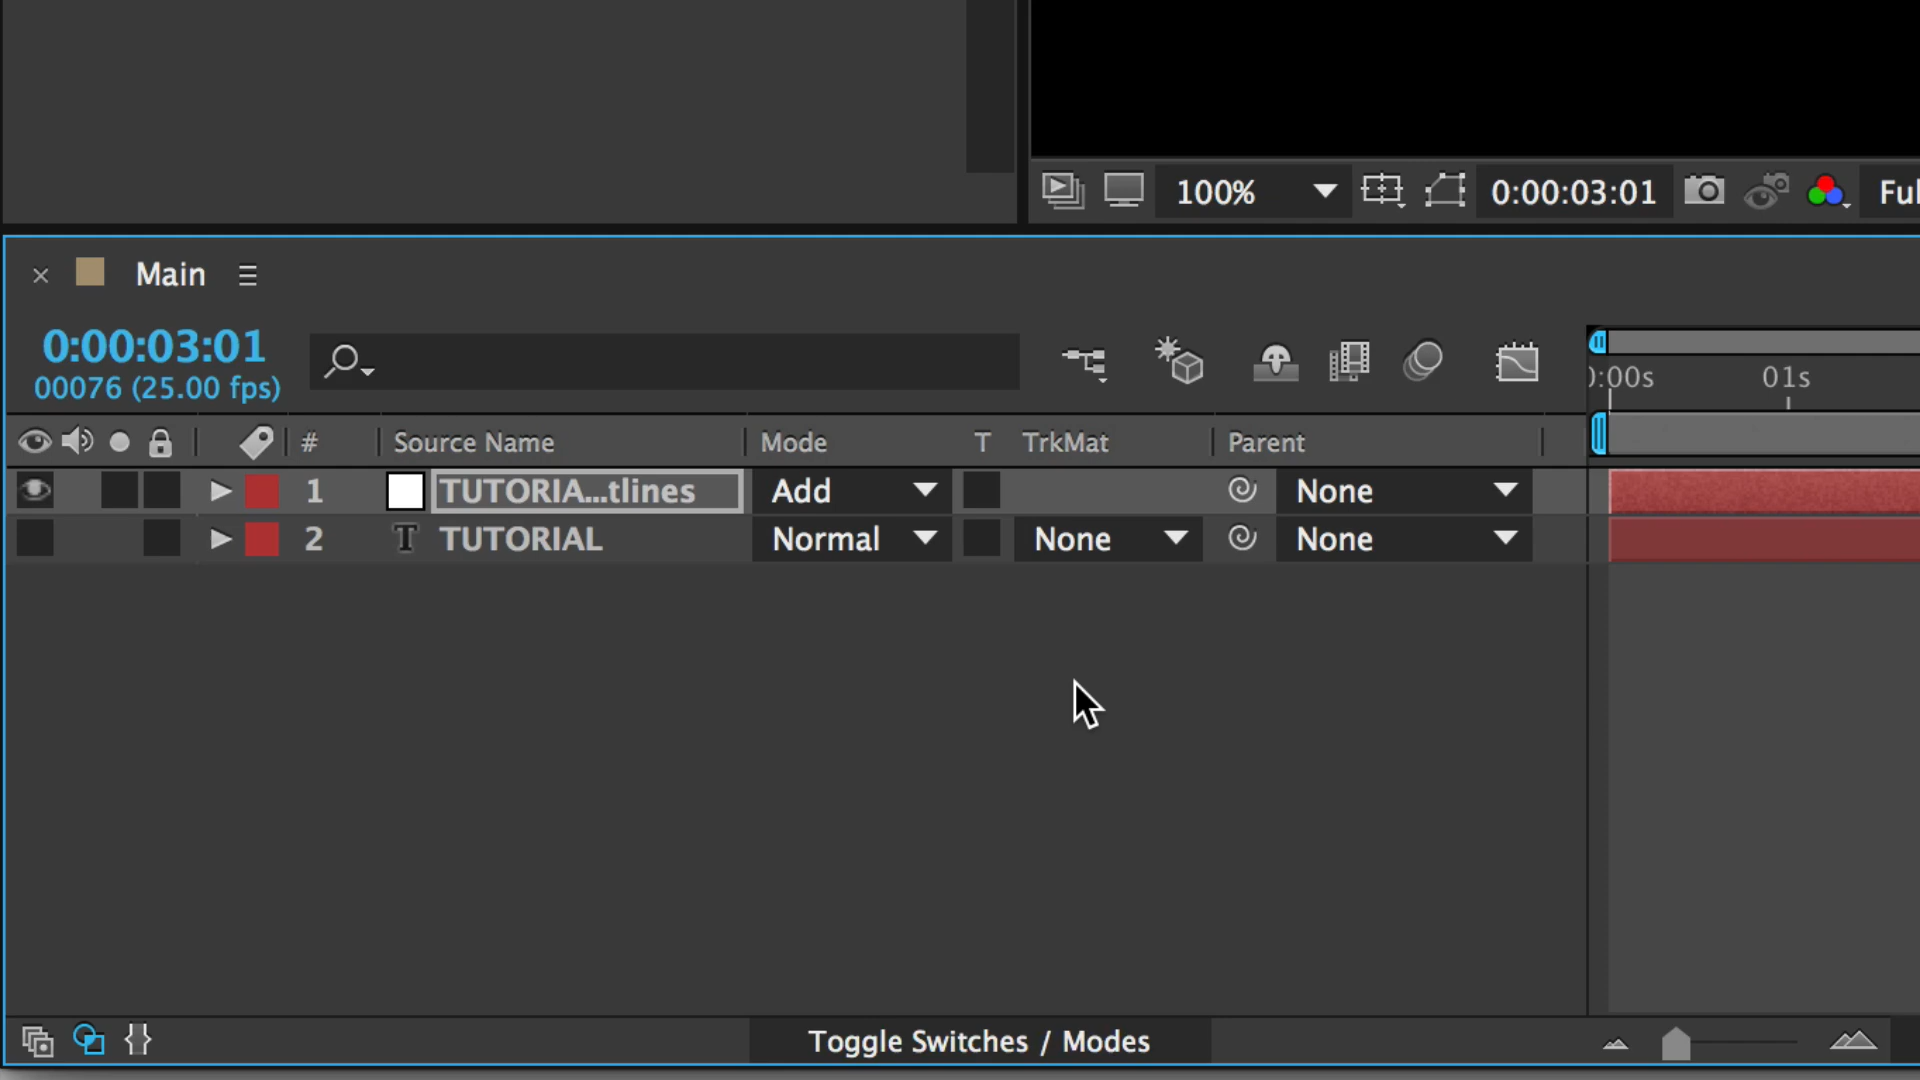 100% 0:00:03:01 Ful
× Main
0:00:03:01
00076 (25.00 fps)
0:00s 01s
# Source Name Mode T TrkMat Parent
1 TUTORIA...tlines Add None
2 T TUTORIAL Normal None None
Toggle Switches / Modes